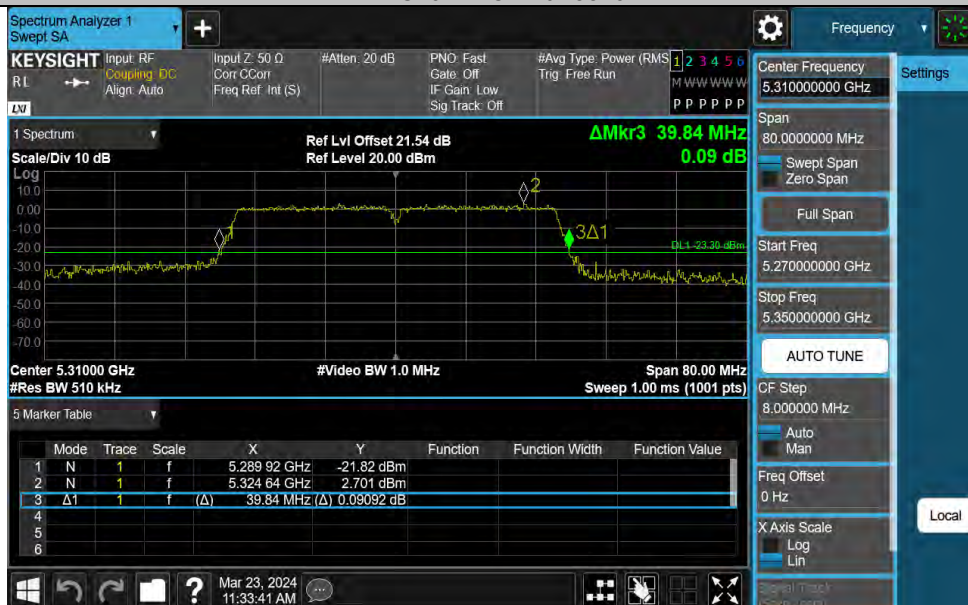 Spectrum Analyzer 1
Swept SA
+
Frequency
KEYSIGHT
RL
LXI
Input: RF
Coupling: DC
Align: Auto
Input Z: 50 Ω
Corr CCorr
Freq Ref: Int (S)
#Atten: 20 dB
PNO: Fast
Gate: Off
IF Gain: Low
Sig Track: Off
#Avg Type: Power (RMS
Trig: Free Run
1 2 3 4 5 6
M W W W W W
P P P P P P
1 Spectrum
Scale/Div 10 dB
Ref Lvl Offset 21.54 dB
Ref Level 20.00 dBm
ΔMkr3 39.84 MHz
0.09 dB
Log
10.0
0.00
-10.0
-20.0
-30.0
-40.0
-50.0
-60.0
-70.0
1
2
3Δ1
DL1 -23.30 dBm
Center 5.31000 GHz
#Video BW 1.0 MHz
Span 80.00 MHz
#Res BW 510 kHz
Sweep 1.00 ms (1001 pts)
5 Marker Table
Mode Trace Scale X Y Function Function Width Function Value
1 N 1 f 5.289 92 GHz -21.82 dBm
2 N 1 f 5.324 64 GHz 2.701 dBm
3 Δ1 1 f (Δ) 39.84 MHz (Δ) 0.09092 dB
4
5
6
?
Mar 23, 2024
11:33:41 AM
Center Frequency
5.310000000 GHz
Settings
Span
80.0000000 MHz
Swept Span
Zero Span
Full Span
Start Freq
5.270000000 GHz
Stop Freq
5.350000000 GHz
AUTO TUNE
CF Step
8.000000 MHz
Auto
Man
Freq Offset
0 Hz
Local
X Axis Scale
Log
Lin
Signal Track